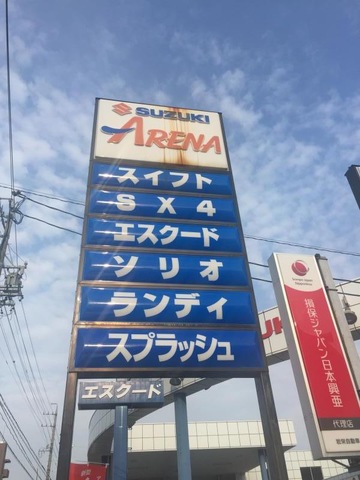 SUZUKI
ARENA
スイフト
SX4
エスクード
ソリオ
ランディ
スプラッシュ
エスクード
損保ジャパン日本興亜
代理店